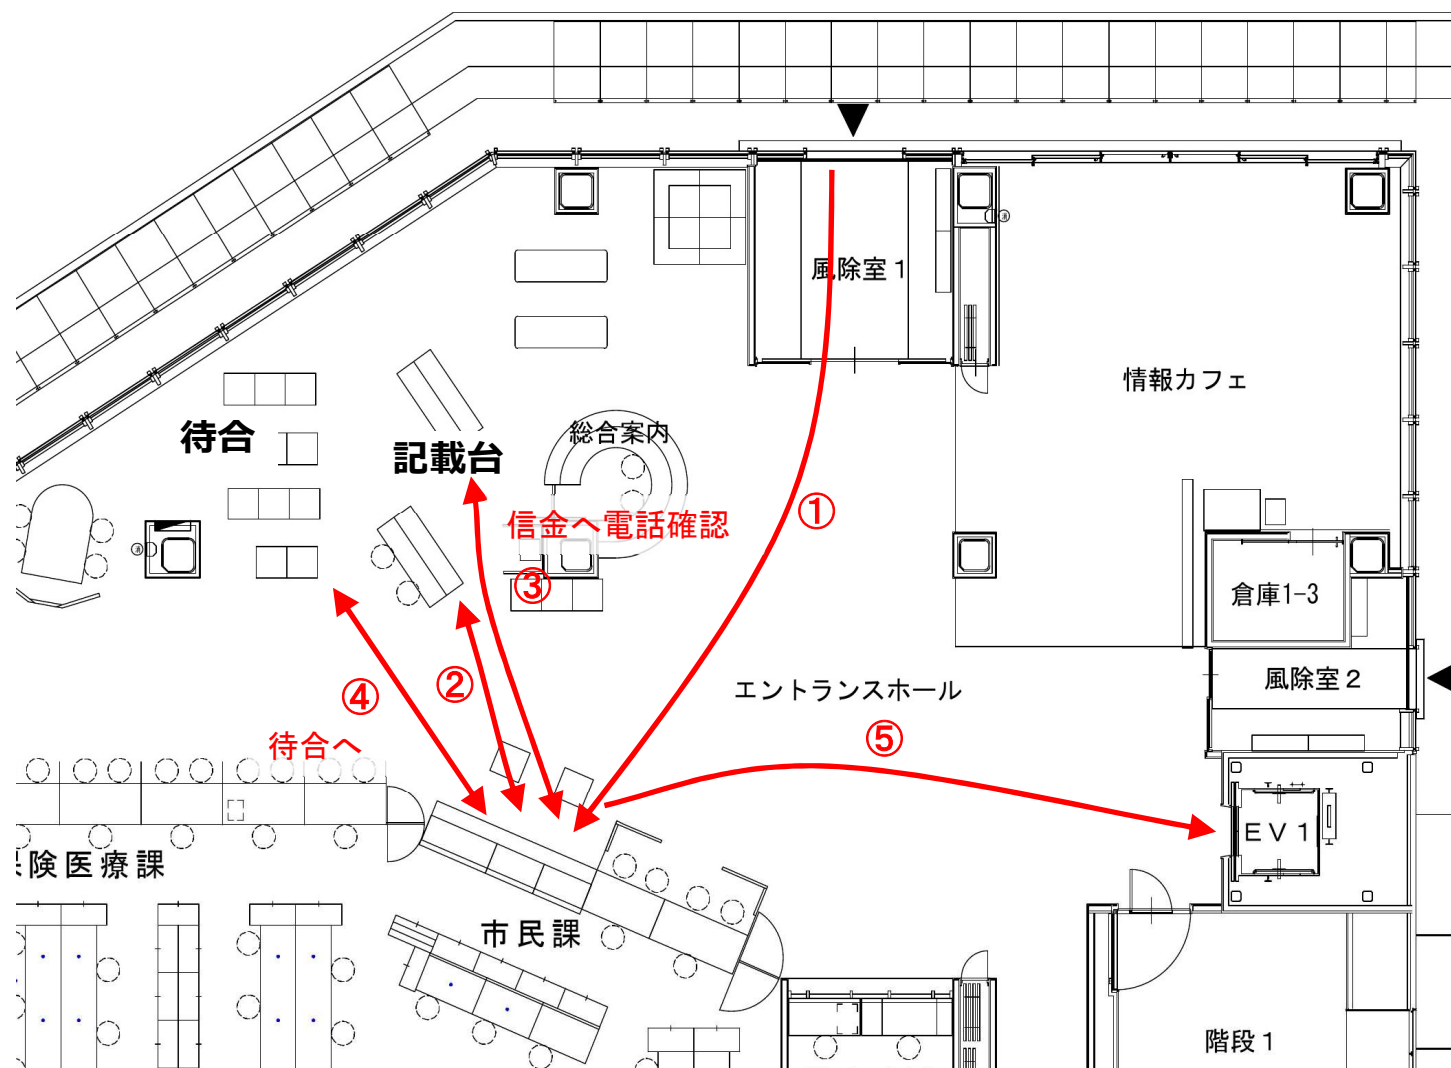 風除室1
情報カフェ
待合
記載台
総合案内
①
信金へ電話確認
③
倉庫1-3
風除室2
エントランスホール
④
②
⑤
待合へ
EV1
険医療課
市民課
階段1